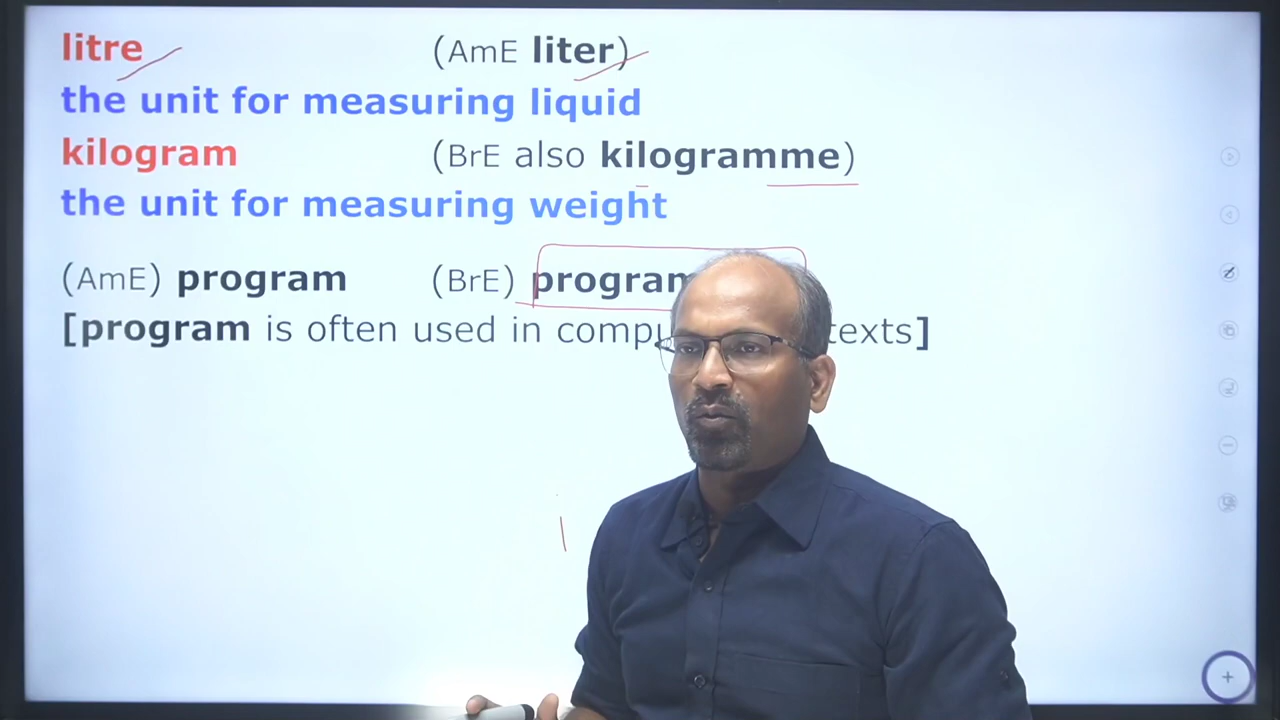 litre (AmE liter)
the unit for measuring liquid
kilogram (BrE also kilogramme)
the unit for measuring weight
(AmE) program (BrE)
[program is often used in